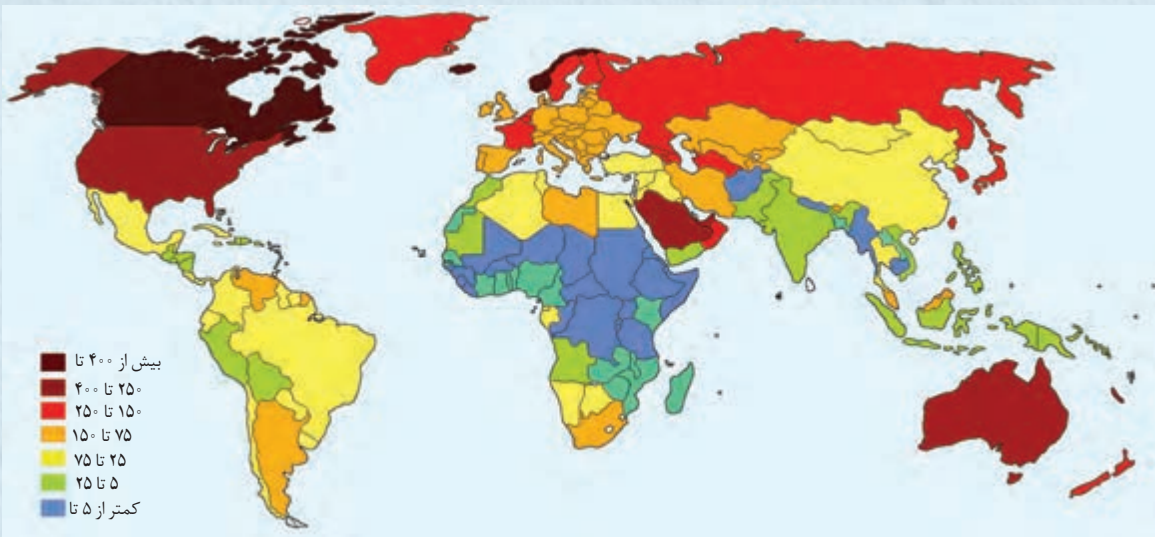 بیش از ۴۰۰ تا
۲۵۰ تا ۴۰۰
۱۵۰ تا ۲۵۰
۷۵ تا ۱۵۰
۲۵ تا ۷۵
۵ تا ۲۵
کمتر از ۵ تا